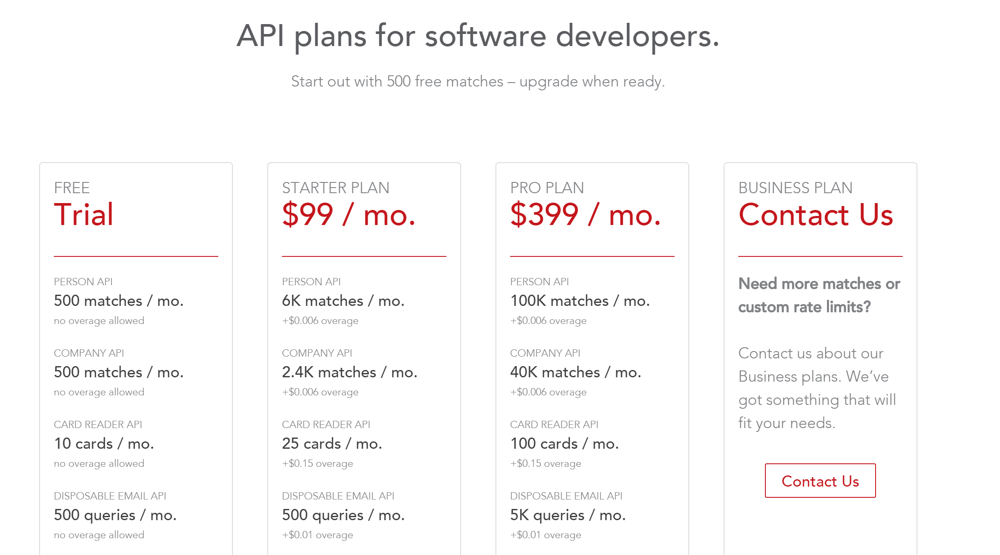 API plans for software developers.
Start out with 500 free matches – upgrade when ready.
FREE
Trial
PERSON API
500 matches / mo.
no overage allowed
COMPANY API
500 matches / mo.
no overage allowed
CARD READER API
10 cards / mo.
no overage allowed
DISPOSABLE EMAIL API
500 queries / mo.
no overage allowed
STARTER PLAN
$99 / mo.
PERSON API
6K matches / mo.
+$0.006 overage
COMPANY API
2.4K matches / mo.
+$0.006 overage
CARD READER API
25 cards / mo.
+$0.15 overage
DISPOSABLE EMAIL API
500 queries / mo.
+$0.01 overage
PRO PLAN
$399 / mo.
PERSON API
100K matches / mo.
+$0.006 overage
COMPANY API
40K matches / mo.
+$0.006 overage
CARD READER API
100 cards / mo.
+$0.15 overage
DISPOSABLE EMAIL API
5K queries / mo.
+$0.01 overage
BUSINESS PLAN
Contact Us
Need more matches or
custom rate limits?
Contact us about our
Business plans. We’ve
got something that will
fit your needs.
Contact Us